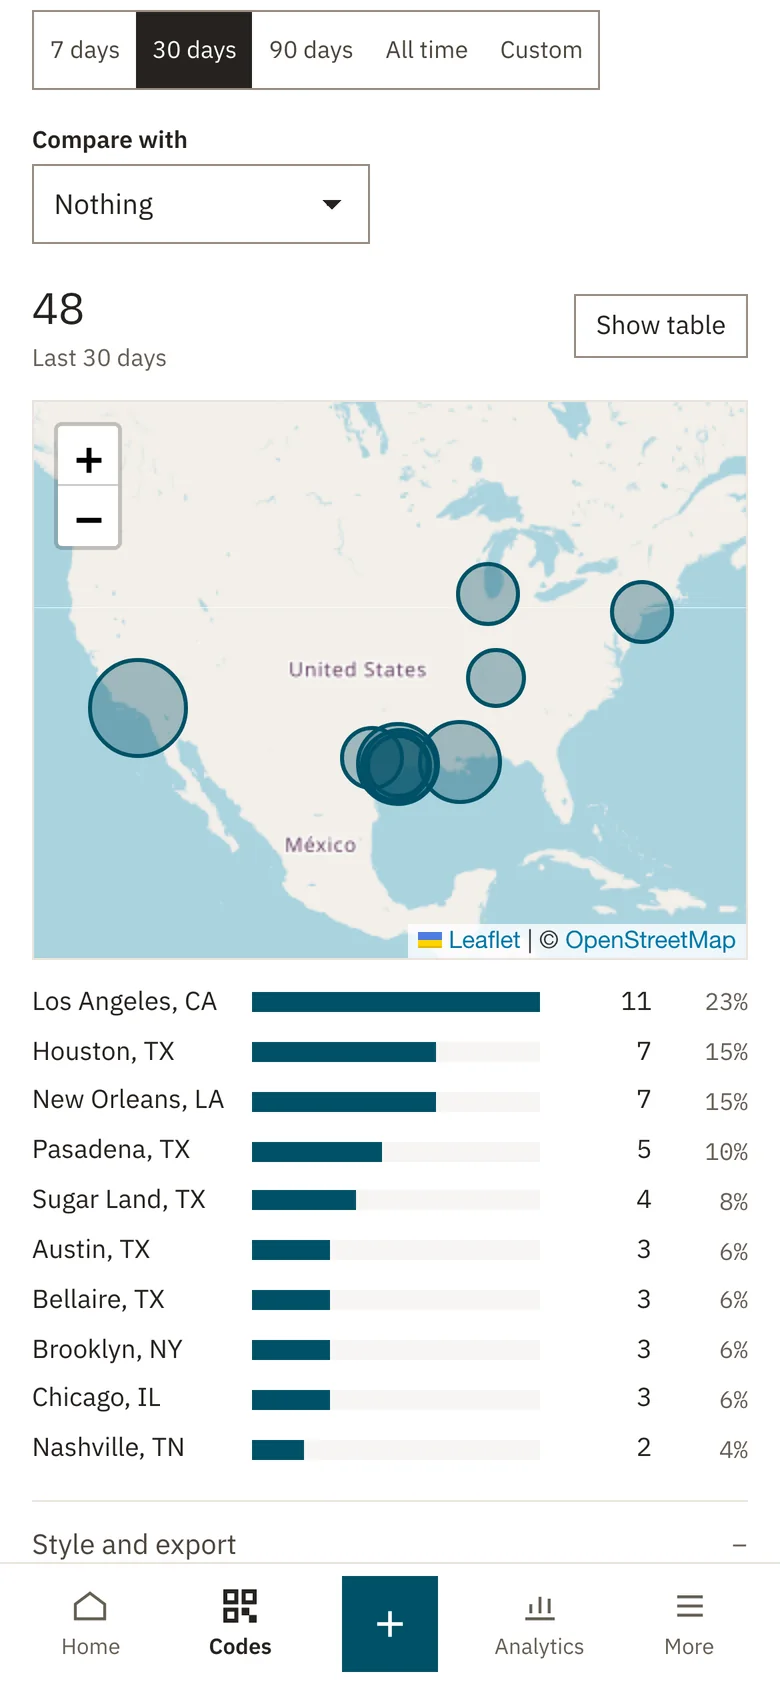 7 days 30 days 90 days All time Custom
Compare with
Nothing
48
Last 30 days
Show table
+
−
United States
México
Leaflet | © OpenStreetMap
Los Angeles, CA 11 23%
Houston, TX 7 15%
New Orleans, LA 7 15%
Pasadena, TX 5 10%
Sugar Land, TX 4 8%
Austin, TX 3 6%
Bellaire, TX 3 6%
Brooklyn, NY 3 6%
Chicago, IL 3 6%
Nashville, TN 2 4%
Style and export −
+
Home Codes Analytics More